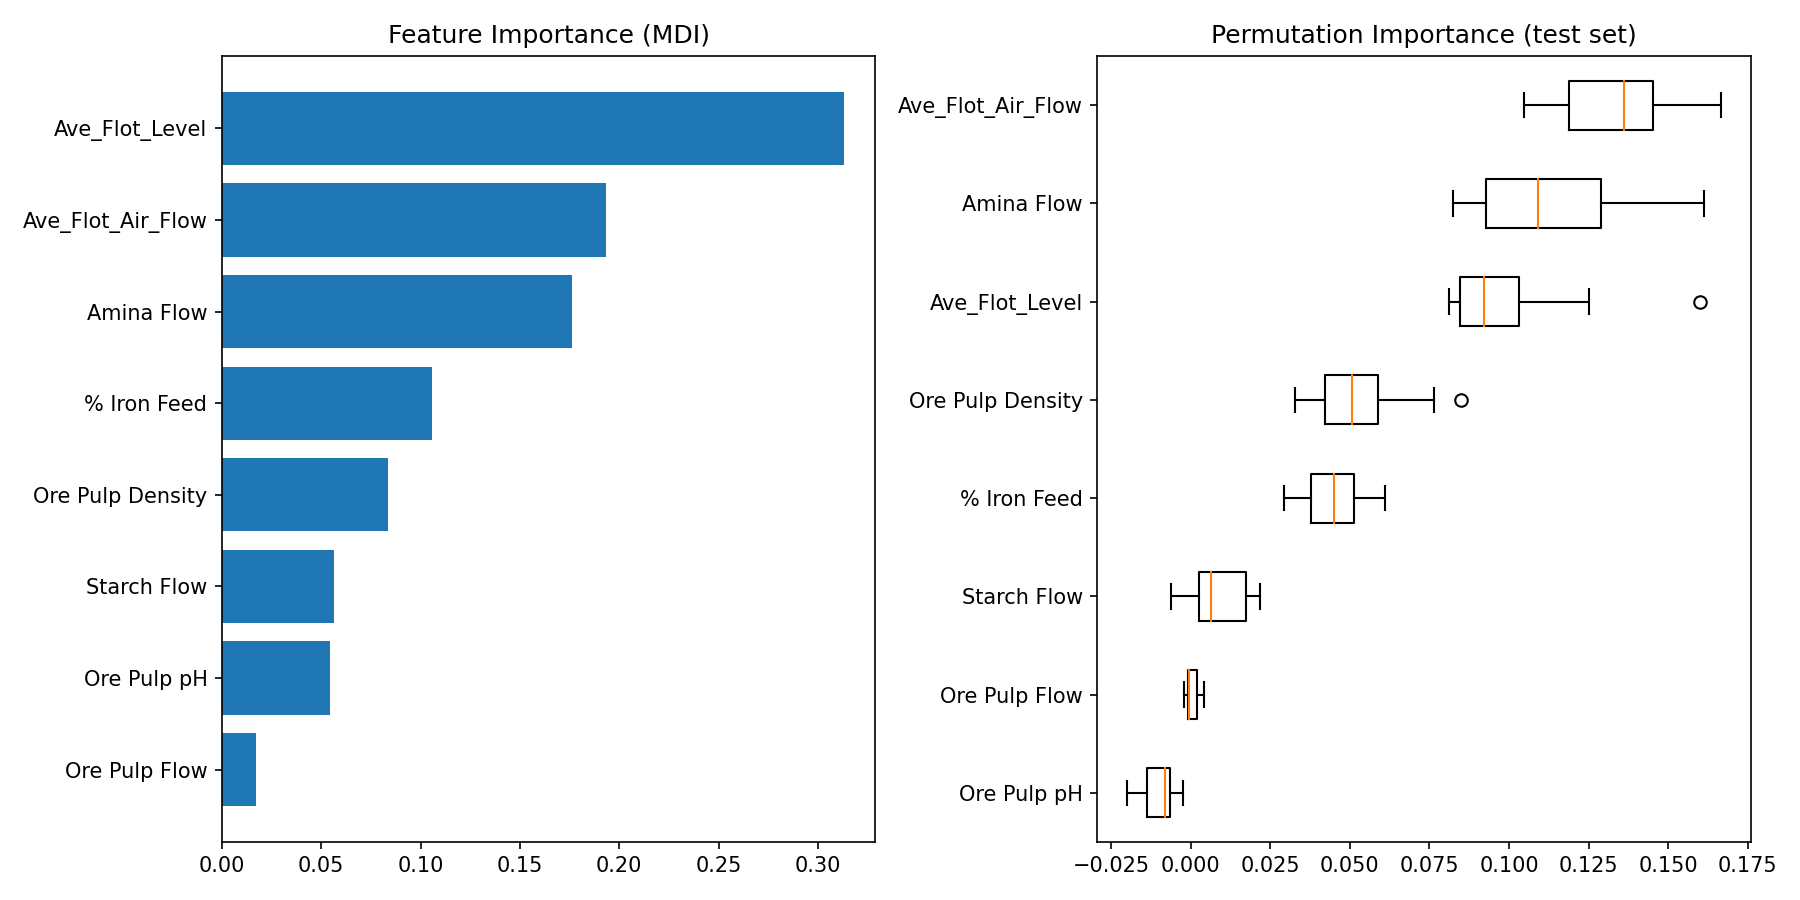 Feature Importance (MDI)
Ave_Flot_Level
Ave_Flot_Air_Flow
Amina Flow
% Iron Feed
Ore Pulp Density
Starch Flow
Ore Pulp pH
Ore Pulp Flow
0.00 0.05 0.10 0.15 0.20 0.25 0.30
Permutation Importance (test set)
Ave_Flot_Air_Flow
Amina Flow
Ave_Flot_Level
Ore Pulp Density
% Iron Feed
Starch Flow
Ore Pulp Flow
Ore Pulp pH
−0.025 0.000 0.025 0.050 0.075 0.100 0.125 0.150 0.175